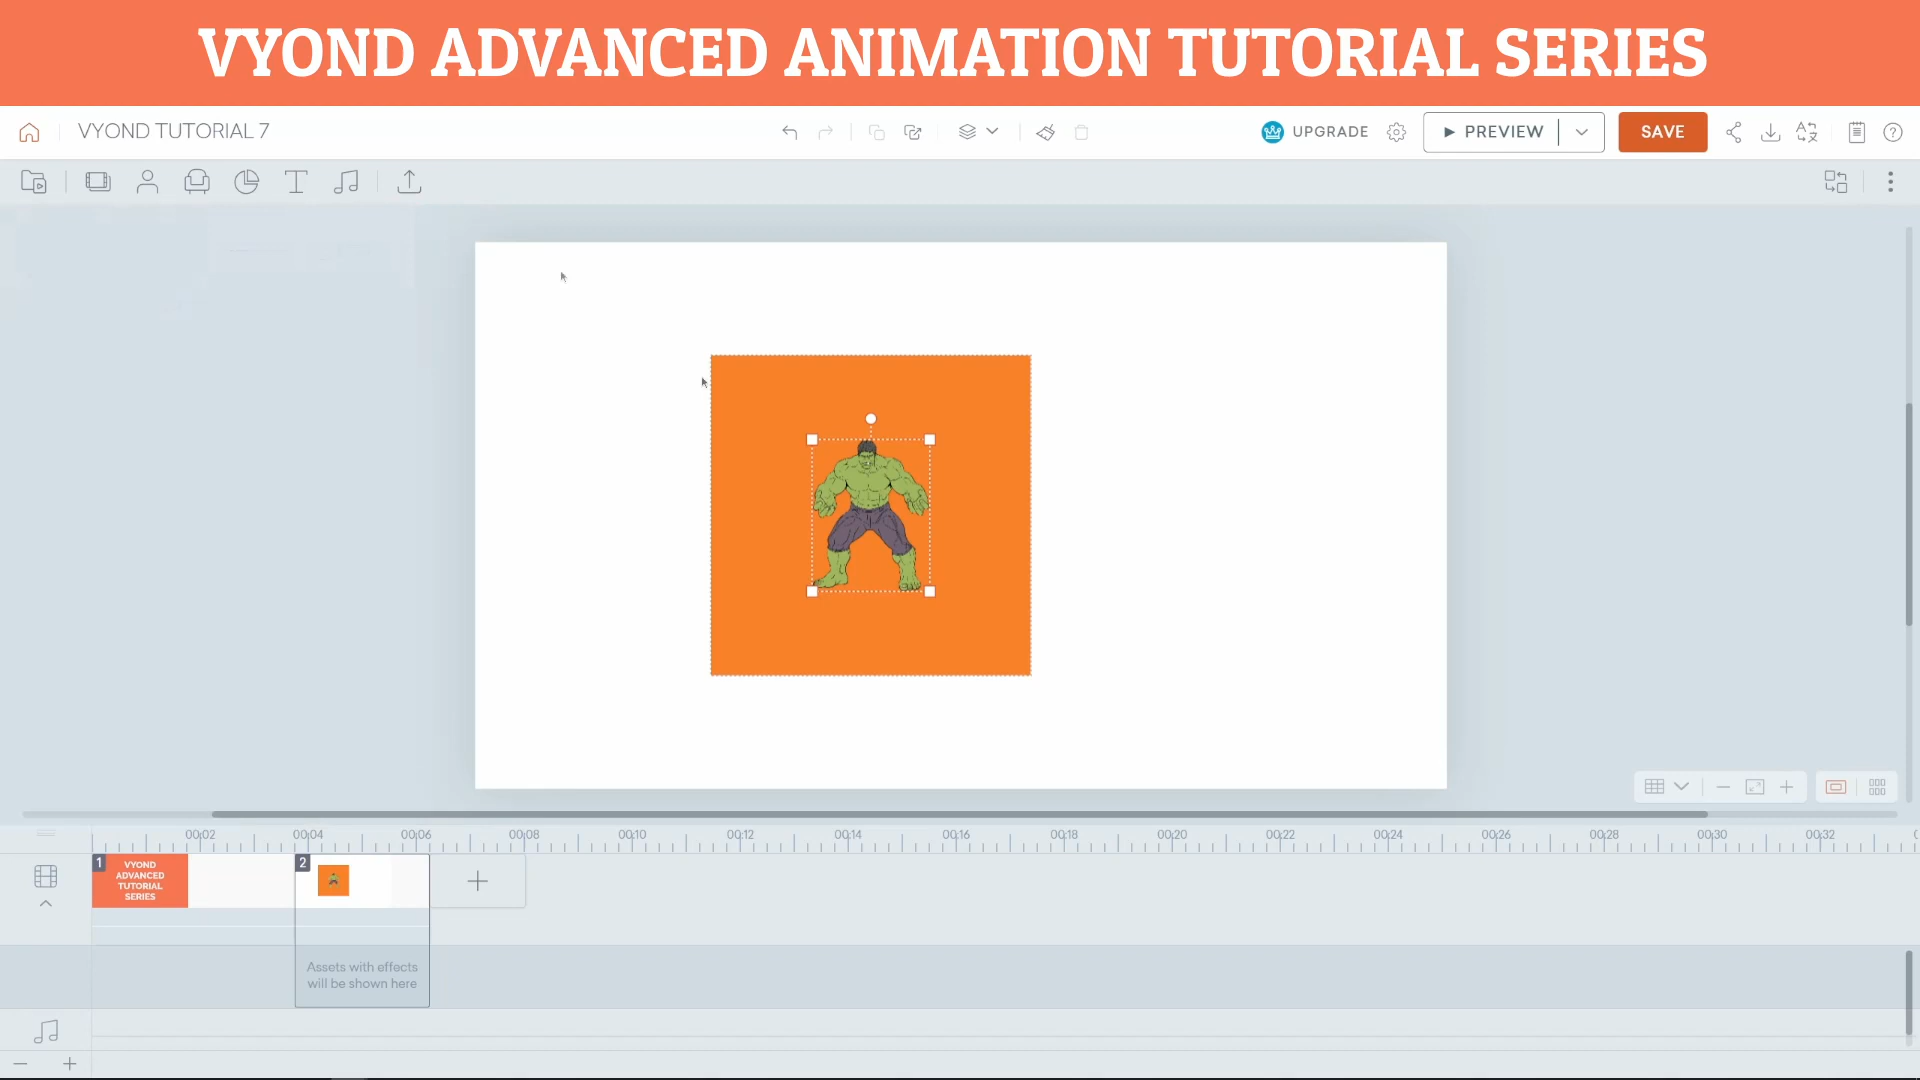 VYOND ADVANCED ANIMATION TUTORIAL SERIES
VYOND TUTORIAL 7
UPGRADE
PREVIEW
SAVE
00:02 00:04 00:06 00:08 00:10 00:12 00:14 00:16 00:18 00:20 00:22 00:24 00:26 00:28 00:30 00:32
1
VYOND
ADVANCED
TUTORIAL
SERIES
2
Assets with effects
will be shown here